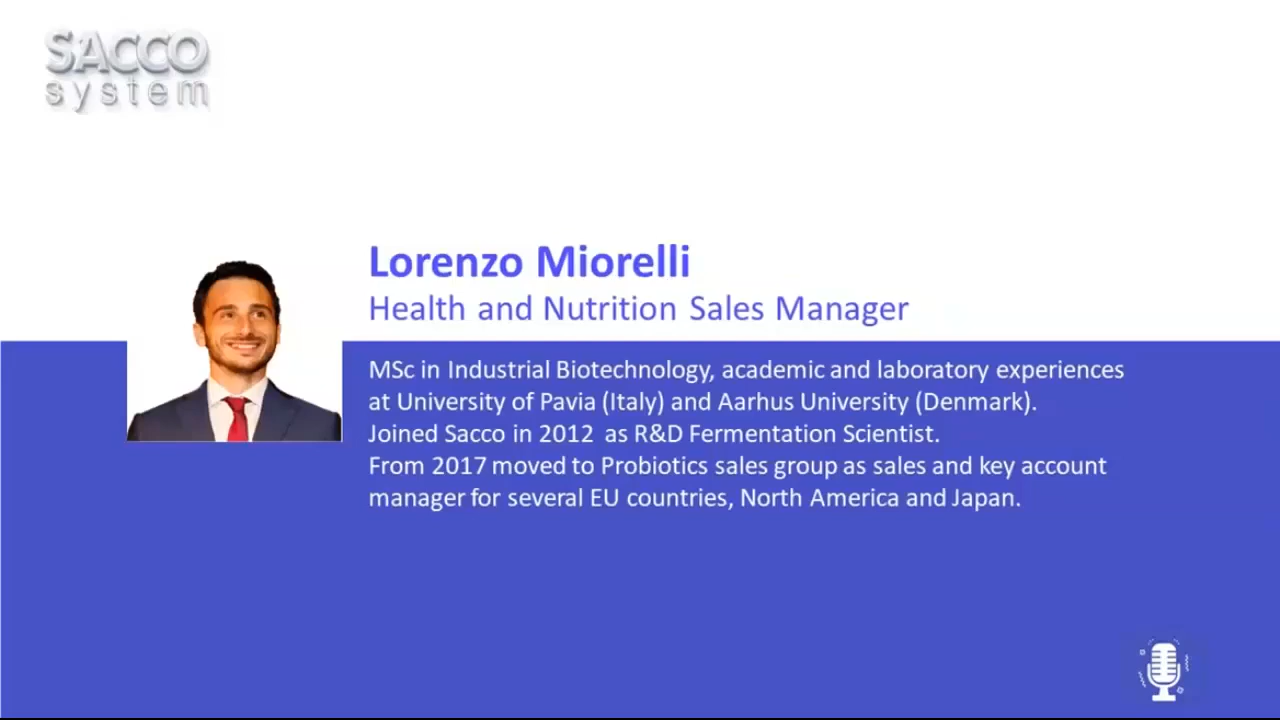 SACCO
system
Lorenzo Miorelli
Health and Nutrition Sales Manager
MSc in Industrial Biotechnology, academic and laboratory experiences
at University of Pavia (Italy) and Aarhus University (Denmark).
Joined Sacco in 2012 as R&D Fermentation Scientist.
From 2017 moved to Probiotics sales group as sales and key account
manager for several EU countries, North America and Japan.